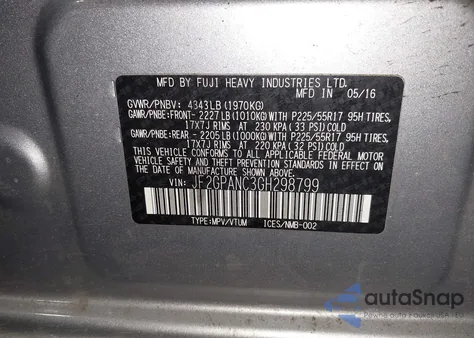 MFD BY FUJI HEAVY INDUSTRIES LTD.
MFD IN 05/16
GVWR/PNBV: 4343LB(1970KG)
GAWR/PNBE:FRONT- 2227LB(1010KG)WITH P225/55R17 95H TIRES,
17X7J RIMS AT 230 KPA(33 PSI)COLD
GAWR/PNBE:REAR - 2205LB(1000KG)WITH P225/55R17 95H TIRES,
17X7J RIMS AT 220 KPA(32 PSI)COLD
THIS VEHICLE CONFORMS TO ALL APPLICABLE FEDERAL MOTOR
VEHICLE SAFETY AND BUMPER STANDARDS IN EFFECT ON THE
DATE OF MANUFACTURE SHOWN ABOVE.
VIN: JF2GPANC3GH298799
TYPE:MPV/VTUM ICES/NMB-002
autoSnap